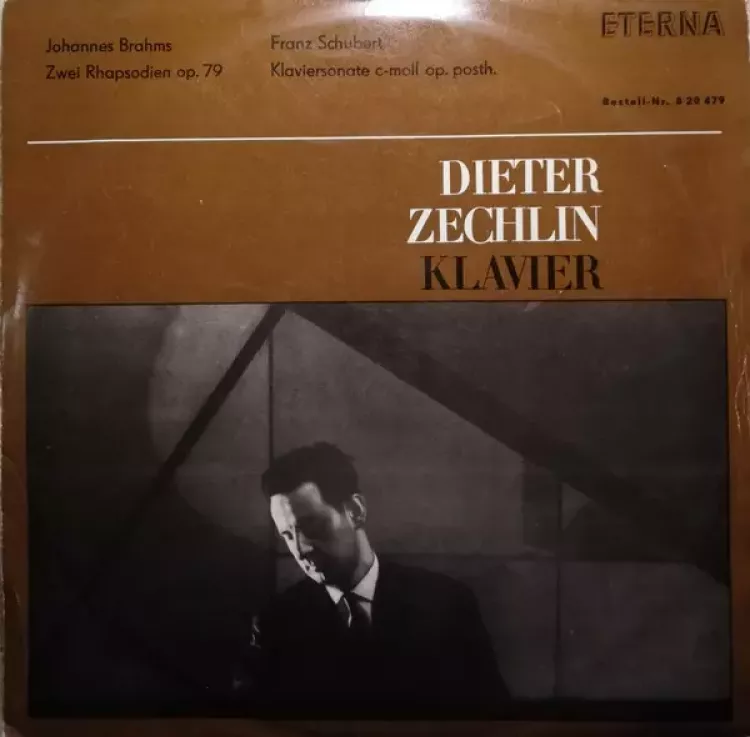 ETERNA
Johannes Brahms
Zwei Rhapsodien op. 79
Franz Schubert
Klaviersonate c-moll op. posth.
Bestell-Nr. 8 20 479
DIETER
ZECHLIN
KLAVIER